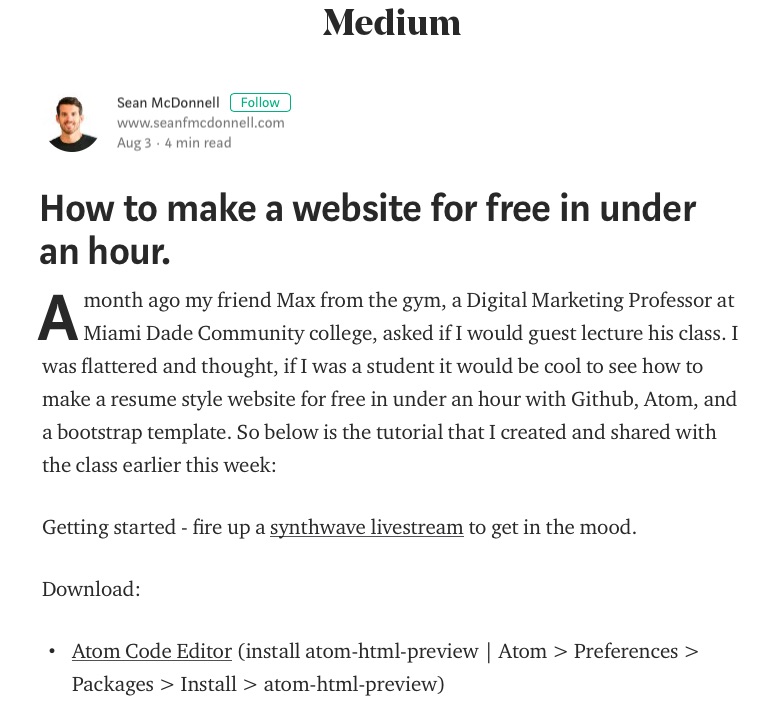 Medium
Sean McDonnell Follow
www.seanfmcdonnell.com
Aug 3 · 4 min read
How to make a website for free in under
an hour.
A month ago my friend Max from the gym, a Digital Marketing Professor at
Miami Dade Community college, asked if I would guest lecture his class. I
was flattered and thought, if I was a student it would be cool to see how to
make a resume style website for free in under an hour with Github, Atom, and
a bootstrap template. So below is the tutorial that I created and shared with
the class earlier this week:
Getting started - fire up a synthwave livestream to get in the mood.
Download:
• Atom Code Editor (install atom-html-preview | Atom > Preferences >
Packages > Install > atom-html-preview)